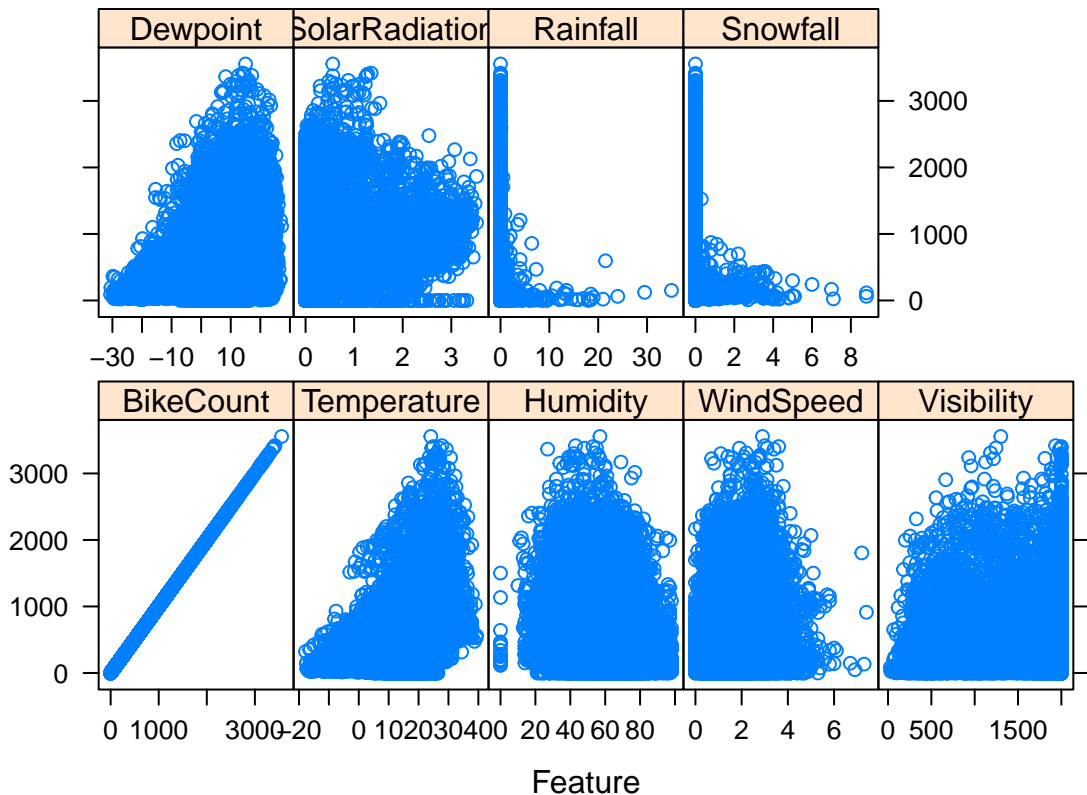 Dewpoint SolarRadiation Rainfall Snowfall
3000
2000
1000
0
−30 −10 10 0 1 2 3 0 10 20 30 0 2 4 6 8
BikeCount Temperature Humidity WindSpeed Visibility
3000
2000
1000
0
0 1000 3000 −20 0 10 20 30 40 0 20 40 60 80 0 2 4 6 0 500 1500
Feature